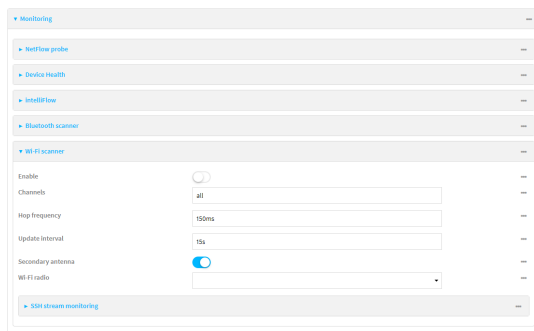 Monitoring
NetFlow probe
Device Health
IntelliFlow
Bluetooth scanner
Wi-Fi scanner
Enable
Channels all
Hop frequency 150ms
Update interval 15s
Secondary antenna
Wi-Fi radio
SSH stream monitoring